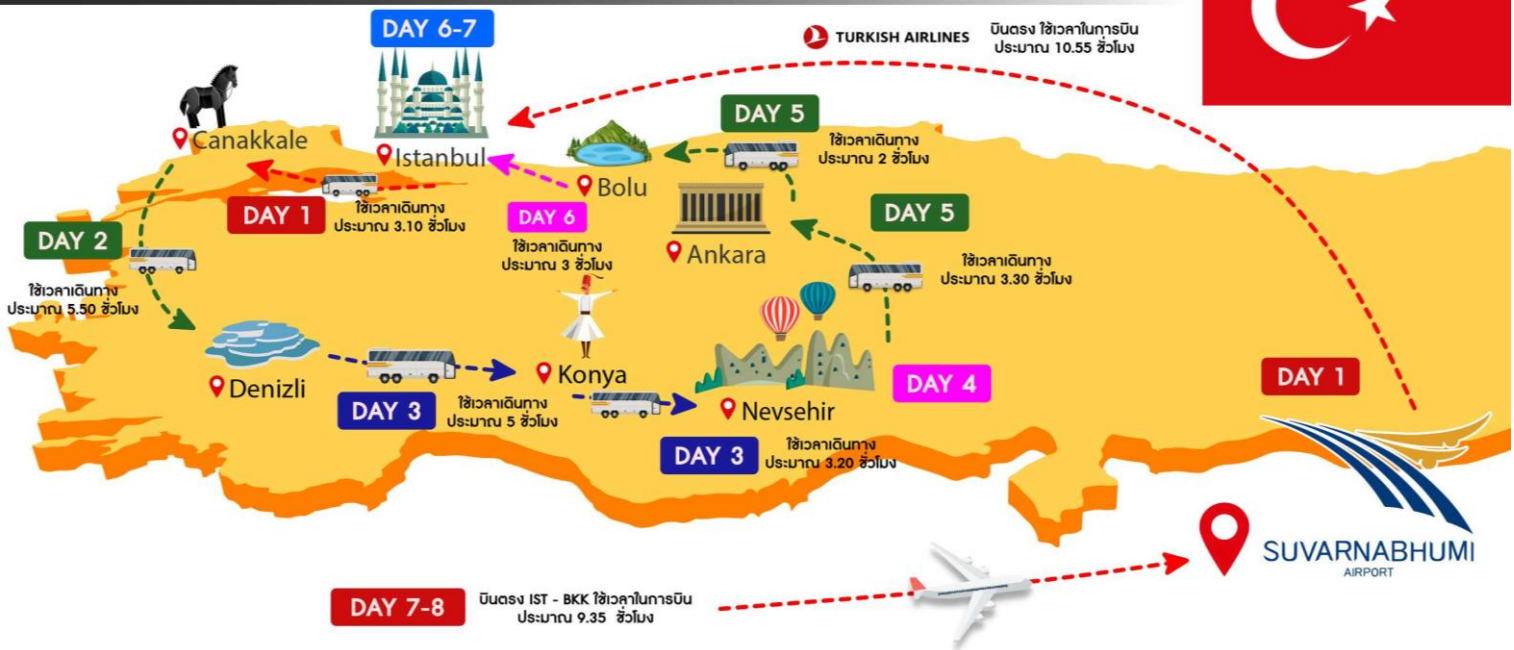 DAY 6-7
TURKISH AIRLINES
บินตรง ใช้เวลาในการบิน
ประมาณ 10.55 ชั่วโมง
Canakkale
Istanbul
Bolu
DAY 5
ใช้เวลาเดินทาง
ประมาณ 2 ชั่วโมง
DAY 1
ใช้เวลาเดินทาง
ประมาณ 3.10 ชั่วโมง
DAY 6
ใช้เวลาเดินทาง
ประมาณ 3 ชั่วโมง
Ankara
DAY 5
ใช้เวลาเดินทาง
ประมาณ 3.30 ชั่วโมง
DAY 2
ใช้เวลาเดินทาง
ประมาณ 5.50 ชั่วโมง
Denizli
DAY 3
ใช้เวลาเดินทาง
ประมาณ 5 ชั่วโมง
Konya
Nevsehir
DAY 3
ใช้เวลาเดินทาง
ประมาณ 3.20 ชั่วโมง
DAY 4
DAY 1
SUVARNABHUMI
AIRPORT
DAY 7-8
บินตรง IST - BKK ใช้เวลาในการบิน
ประมาณ 9.35 ชั่วโมง